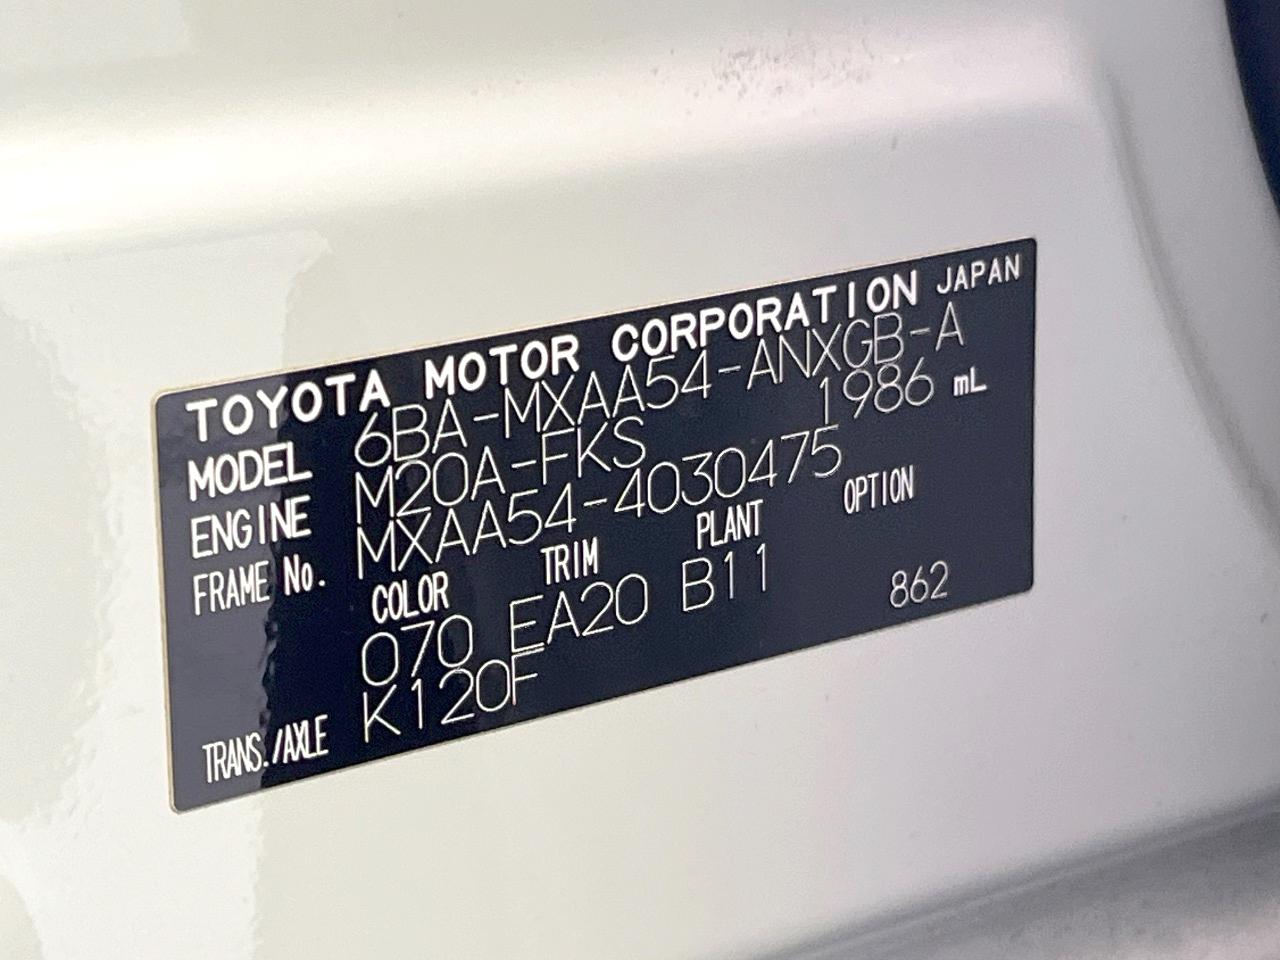 TOYOTA MOTOR CORPORATION JAPAN
MODEL 6BA-MXAA54-ANXGB-A
ENGINE M20A-FKS 1986 mL
FRAME No. MXAA54-4030475
COLOR TRIM PLANT OPTION
070 EA20 B11 862
TRANS./AXLE K120F